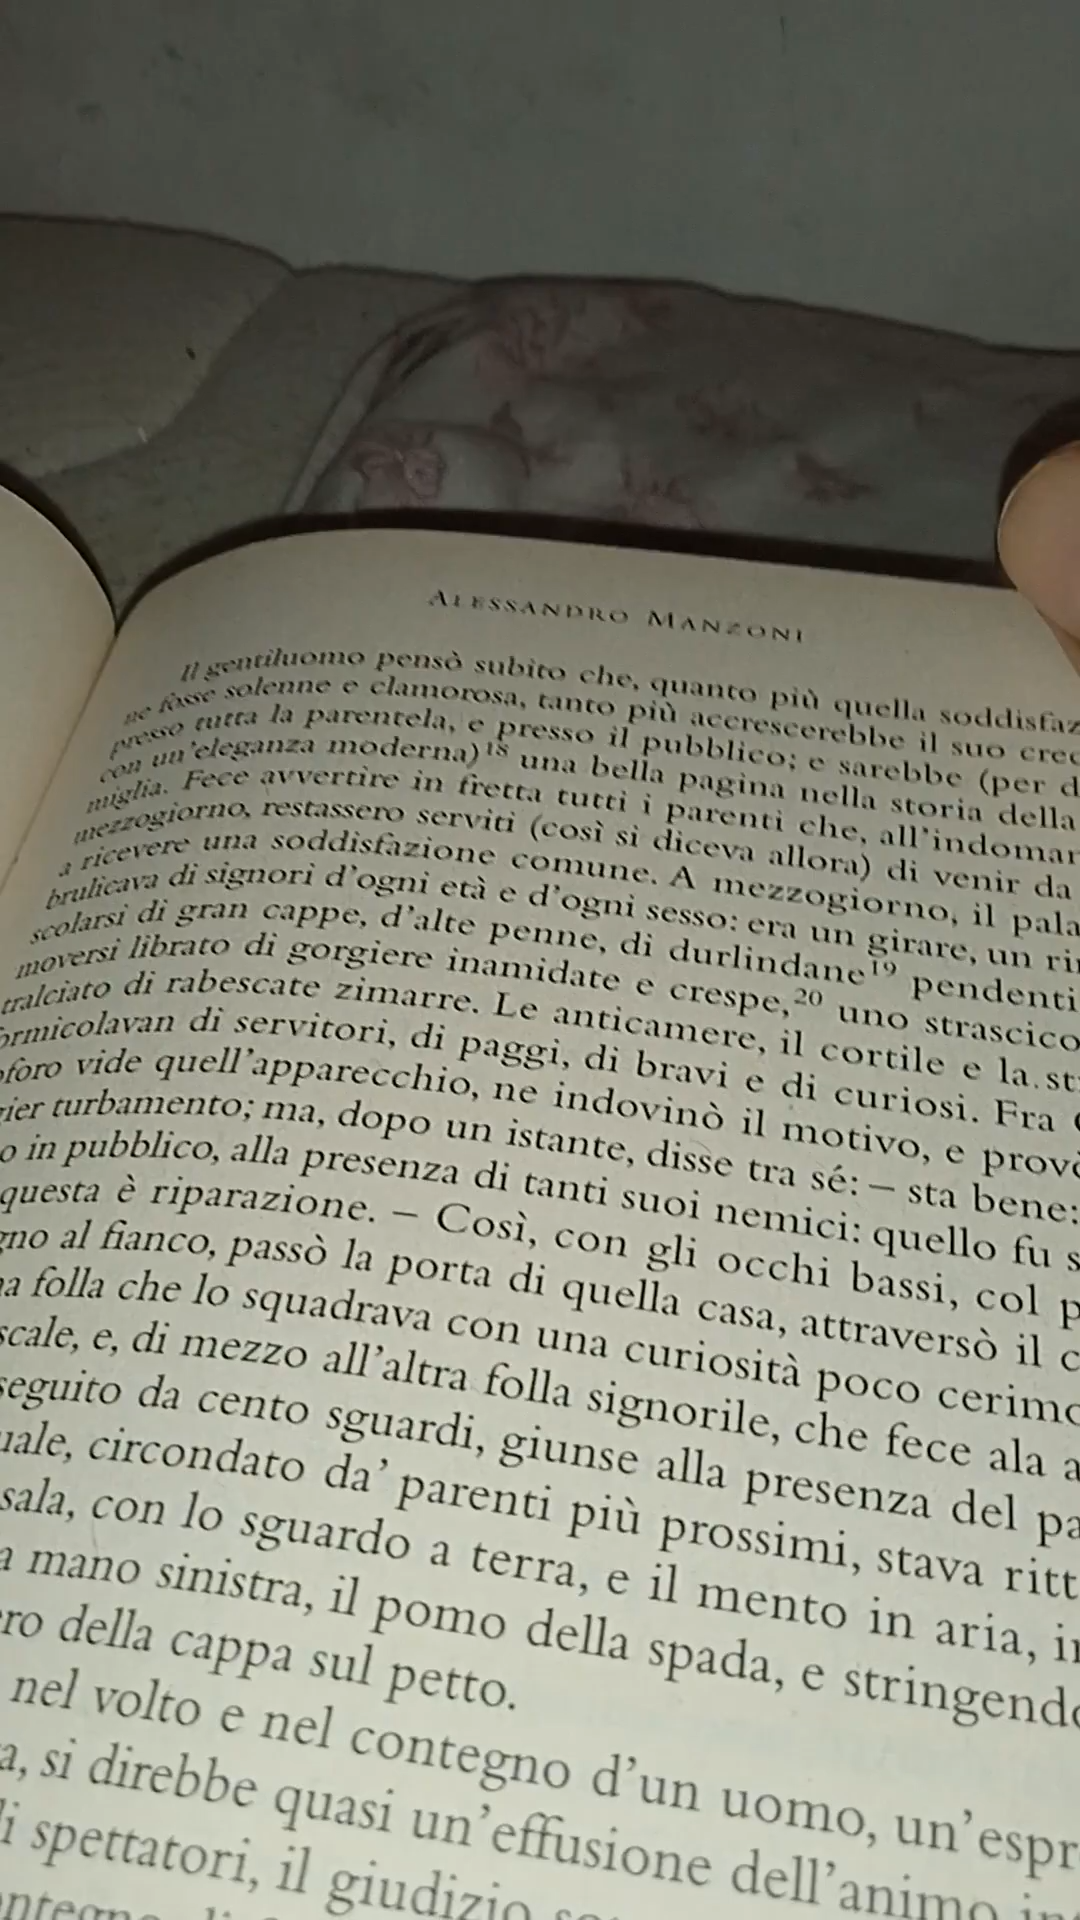 ALESSANDRO MANZONI
Il gentiluomo pensò subito che, quanto più quella soddisfaz
ne fosse solenne e clamorosa, tanto più accrescerebbe il suo cred
presso tutta la parentela, e presso il pubblico; e sarebbe (per d
con un'eleganza moderna)18 una bella pagina nella storia della
miglia. Fece avvertire in fretta tutti i parenti che, all'indoman
mezzogiorno, restassero serviti (così si diceva allora) di venir da
a ricevere una soddisfazione comune. A mezzogiorno, il pala
brulicava di signori d'ogni età e d'ogni sesso: era un girare, un rim
scolarsi di gran cappe, d'alte penne, di durlindane19 pendenti
moversi librato di gorgiere inamidate e crespe,20 uno strascico
tralciato di rabescate zimarre. Le anticamere, il cortile e la st
ormicolavan di servitori, di paggi, di bravi e di curiosi. Fra
oforo vide quell'apparecchio, ne indovinò il motivo, e provò
gier turbamento; ma, dopo un istante, disse tra sé: – sta bene:
o in pubblico, alla presenza di tanti suoi nemici: quello fu s
questa è riparazione. – Così, con gli occhi bassi, col p
gno al fianco, passò la porta di quella casa, attraversò il c
na folla che lo squadrava con una curiosità poco cerimo
scale, e, di mezzo all'altra folla signorile, che fece ala a
seguito da cento sguardi, giunse alla presenza del pa
uale, circondato da' parenti più prossimi, stava ritt
sala, con lo sguardo a terra, e il mento in aria, im
a mano sinistra, il pomo della spada, e stringendo
ero della cappa sul petto.
nel volto e nel contegno d'un uomo, un'espr
a, si direbbe quasi un'effusione dell'animo
li spettatori, il giudizio